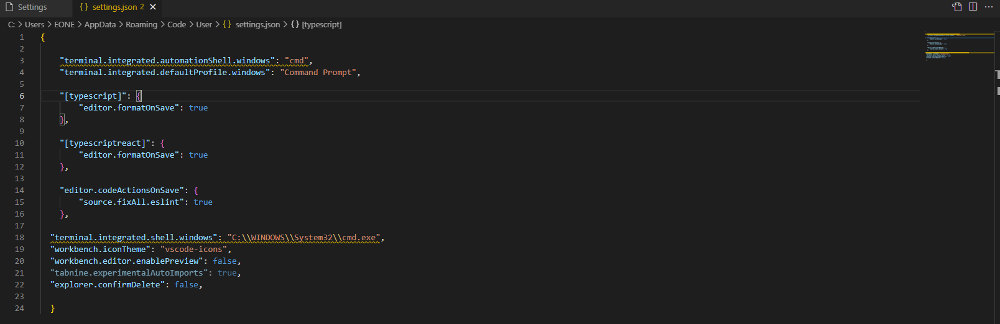 Settings
{} settings.json 2 ×
C: > Users > EONE > AppData > Roaming > Code > User > {} settings.json > {} [typescript]
1 {
2
3 "terminal.integrated.automationShell.windows": "cmd",
4 "terminal.integrated.defaultProfile.windows": "Command Prompt",
5
6 "[typescript]": {
7 "editor.formatOnSave": true
8 },
9
10 "[typescriptreact]": {
11 "editor.formatOnSave": true
12 },
13
14 "editor.codeActionsOnSave": {
15 "source.fixAll.eslint": true
16 },
17
18 "terminal.integrated.shell.windows": "C:\\WINDOWS\\System32\\cmd.exe",
19 "workbench.iconTheme": "vscode-icons",
20 "workbench.editor.enablePreview": false,
21 "tabnine.experimentalAutoImports": true,
22 "explorer.confirmDelete": false,
23
24 }